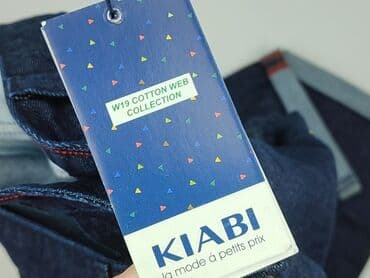 W19 COTTON WEB
COLLECTION
KIABI
la mode à petits prix